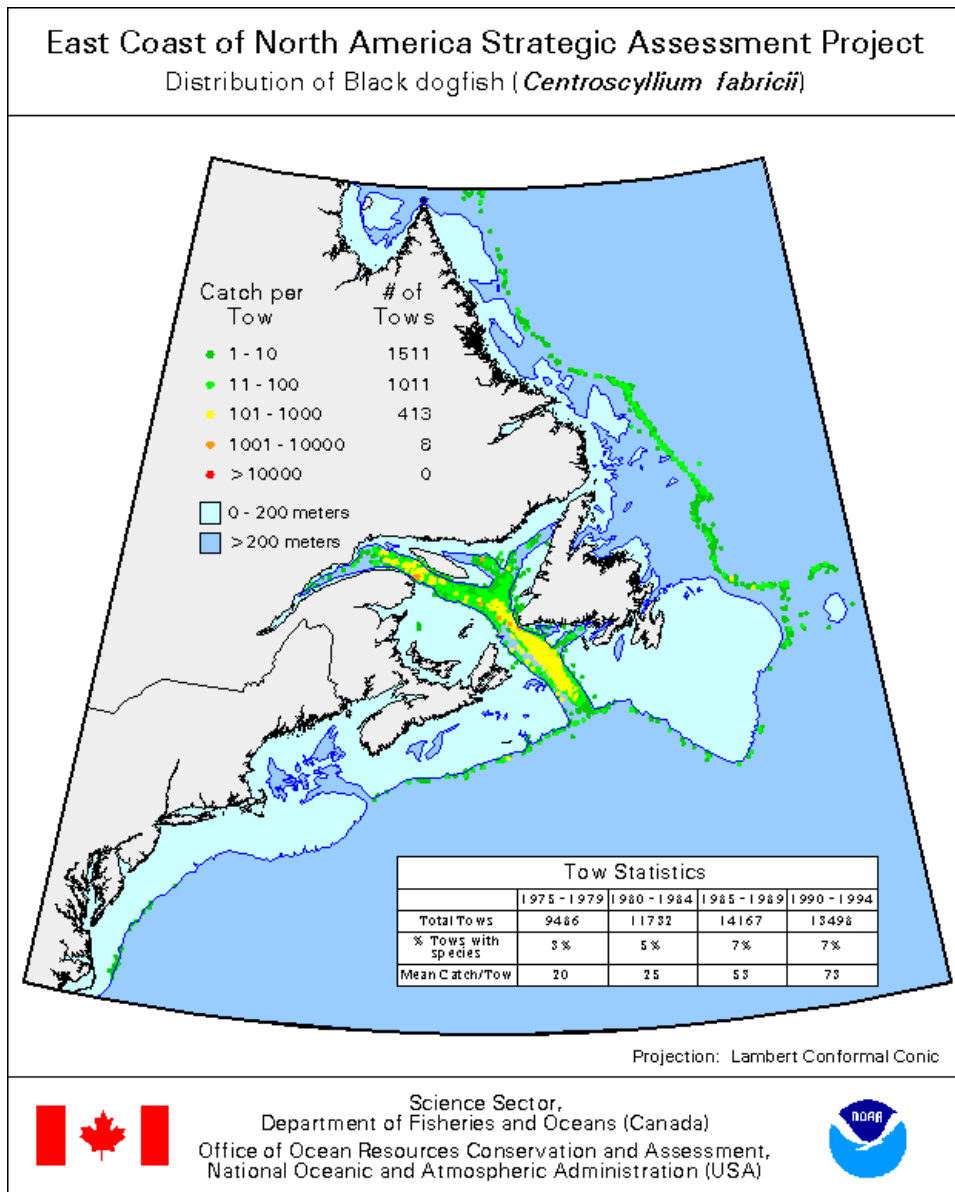 East Coast of North America Strategic Assessment Project
Distribution of Black dogfish (Centroscyllium fabricii)
Catch per Tow # of Tows
1 - 10 1511
11 - 100 1011
101 - 1000 413
1001 - 10000 8
> 10000 0
0 - 200 meters
> 200 meters
Tow Statistics
1975 - 1979 1980 - 1984 1985 - 1989 1990 - 1994
Total Tows 9486 11732 14167 13498
% Tows with species 3% 5% 7% 7%
Mean Catch/Tow 20 25 53 73
Projection: Lambert Conformal Conic
Science Sector,
Department of Fisheries and Oceans (Canada)
Office of Ocean Resources Conservation and Assessment,
National Oceanic and Atmospheric Administration (USA)
NOAA